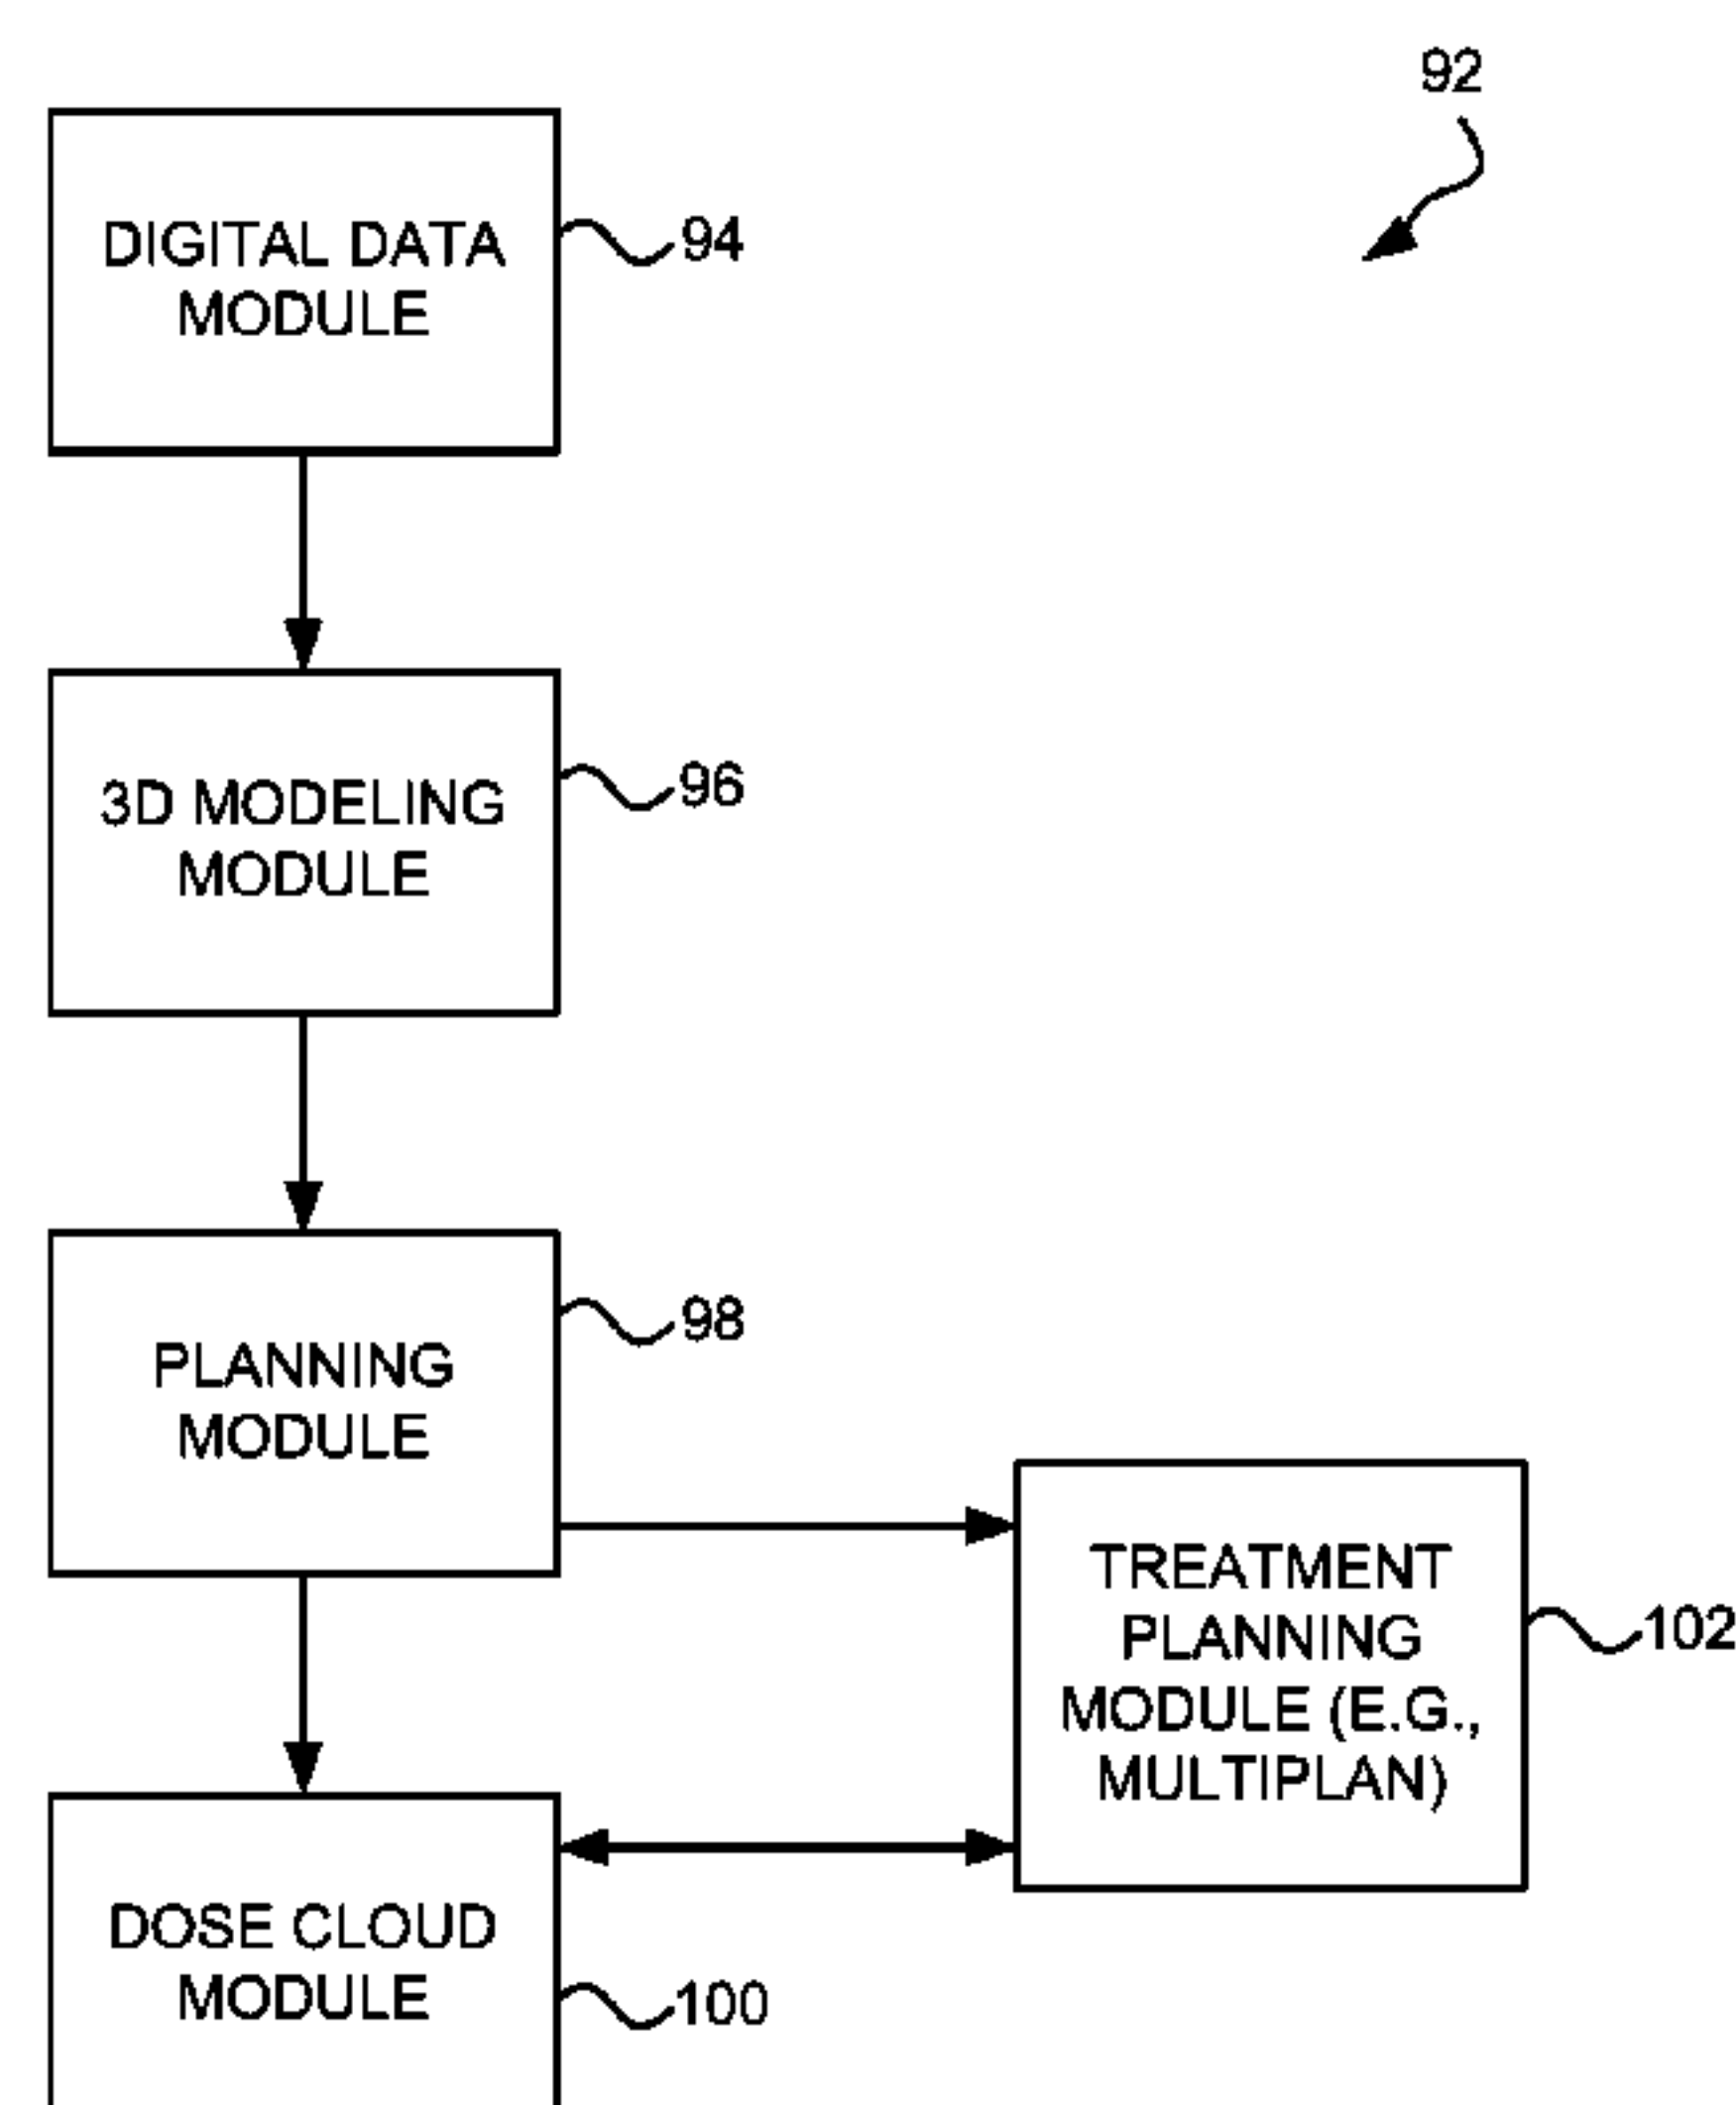 92
DIGITAL DATA
MODULE
94
3D MODELING
MODULE
96
PLANNING
MODULE
98
TREATMENT
PLANNING
MODULE (E.G.,
MULTIPLAN)
102
DOSE CLOUD
MODULE
100